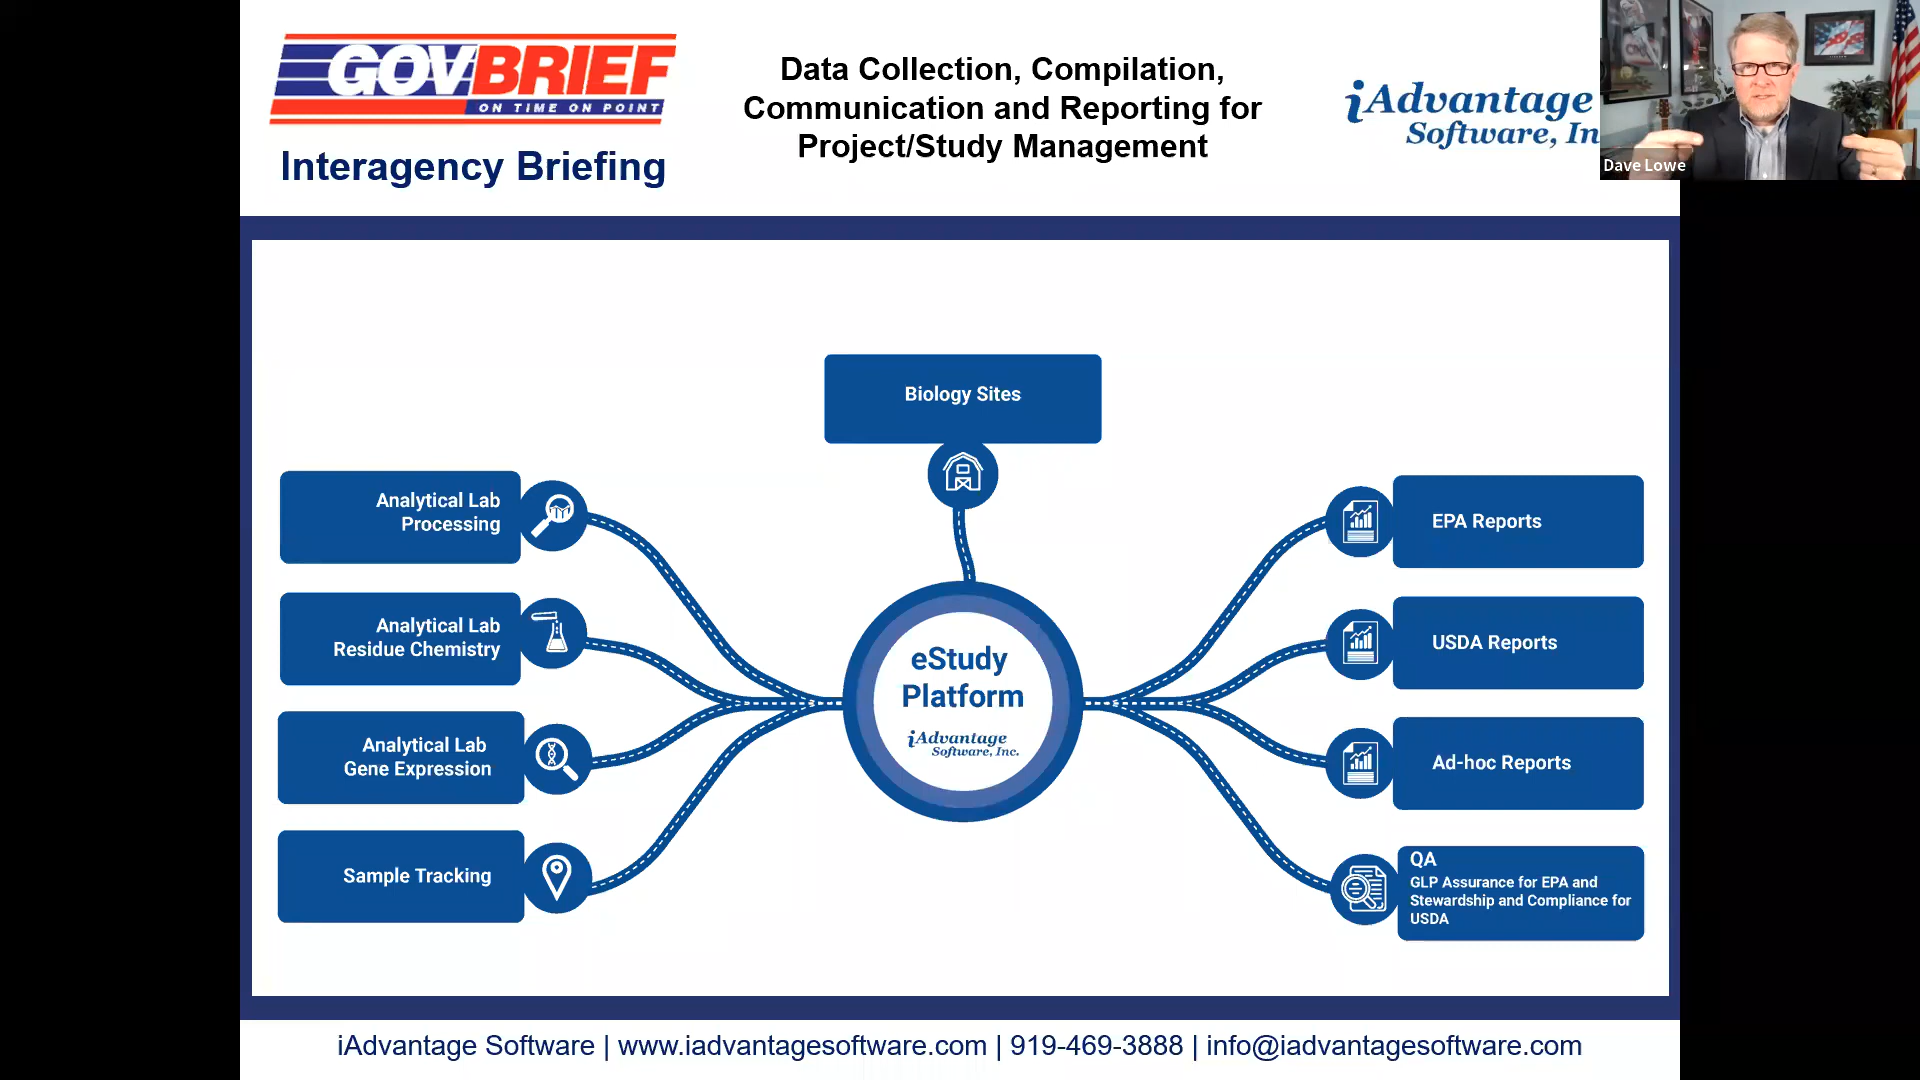 GOVBRIEF
ON TIME ON POINT
Interagency Briefing
Data Collection, Compilation,
Communication and Reporting for
Project/Study Management
iAdvantage
Software, In
Dave Lowe
Biology Sites
Analytical Lab
Processing
Analytical Lab
Residue Chemistry
Analytical Lab
Gene Expression
Sample Tracking
eStudy
Platform
iAdvantage
Software, Inc.
EPA Reports
USDA Reports
Ad-hoc Reports
QA
GLP Assurance for EPA and
Stewardship and Compliance for
USDA
iAdvantage Software | www.iadvantagesoftware.com | 919-469-3888 | info@iadvantagesoftware.com